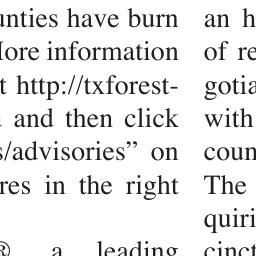 unties have burn
More information
t http://txforest-
and then click
s/advisories” on
res in the right
® a leading
an h
of re
gotia
with
coun
The
quiri
cinct